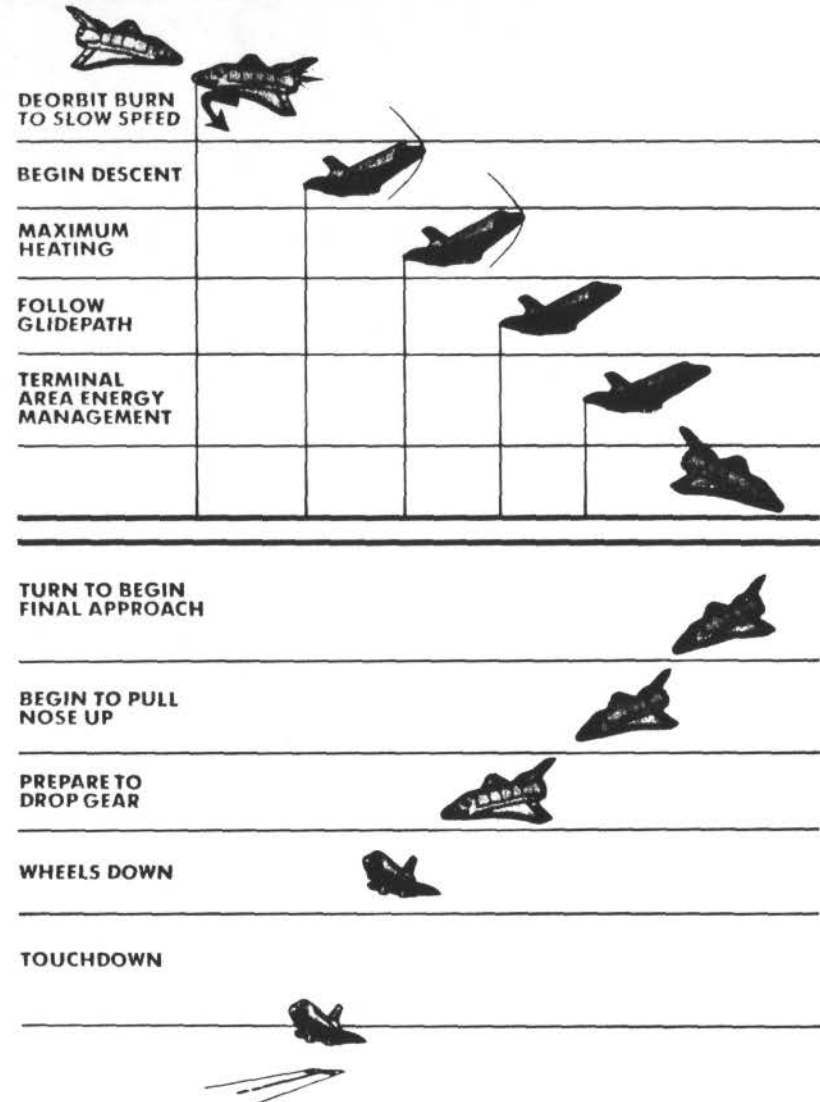 DEORBIT BURN
TO SLOW SPEED
BEGIN DESCENT
MAXIMUM
HEATING
FOLLOW
GLIDEPATH
TERMINAL
AREA ENERGY
MANAGEMENT
TURN TO BEGIN
FINAL APPROACH
BEGIN TO PULL
NOSE UP
PREPARE TO
DROP GEAR
WHEELS DOWN
TOUCHDOWN